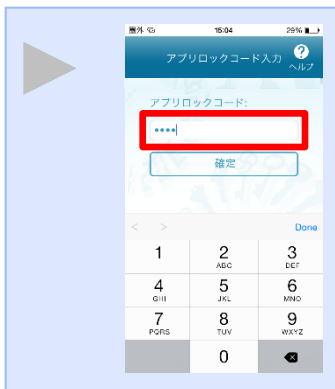 圏外 15:04 29%
アプリロックコード入力 ?
ヘルプ
アプリロックコード:
••••
確定
< > Done
1 2 3
ABC DEF
4 5 6
GHI JKL MNO
7 8 9
PQRS TUV WXYZ
0